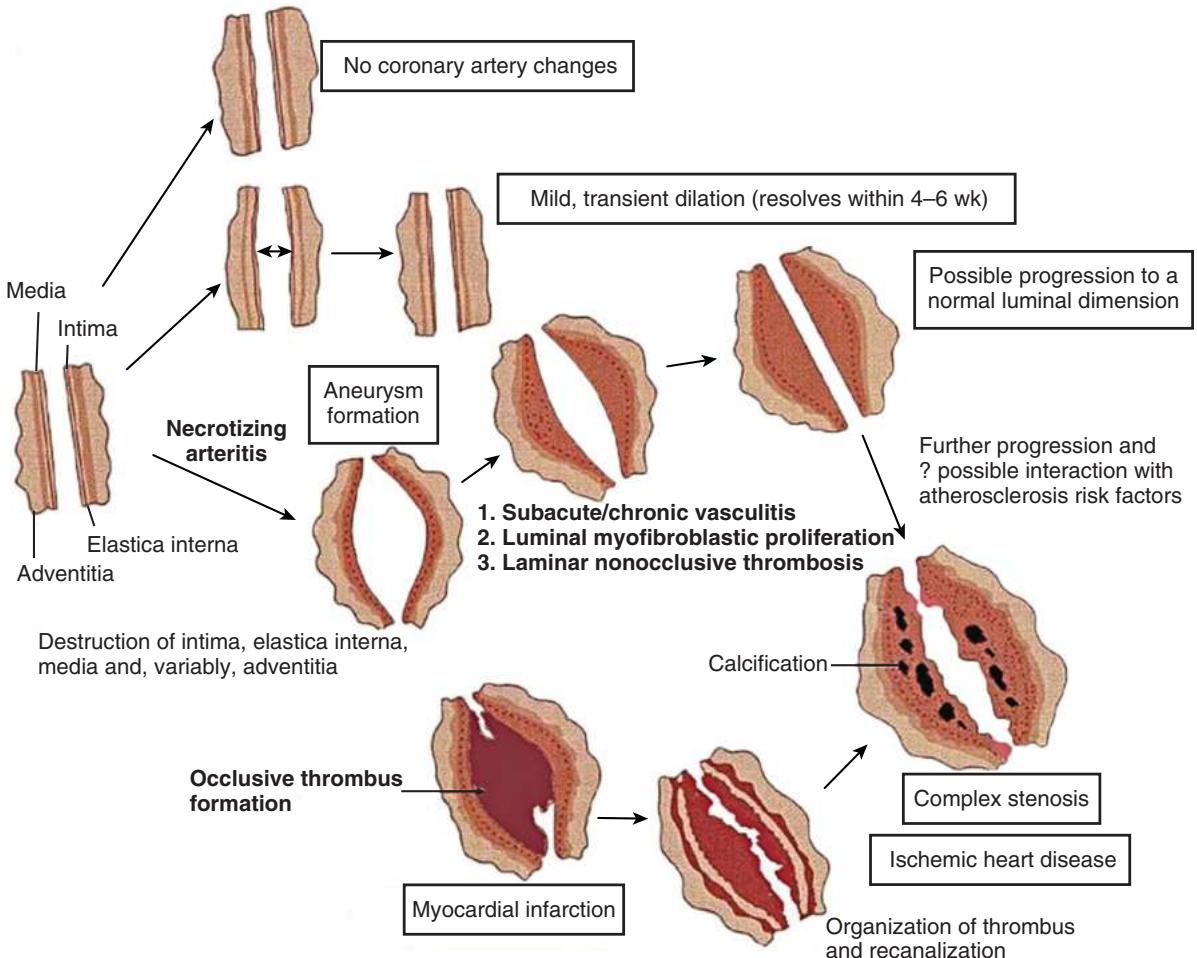 No coronary artery changes
Mild, transient dilation (resolves within 4–6 wk)
Possible progression to a
normal luminal dimension
Media
Intima
Aneurysm
formation
Necrotizing
arteritis
Further progression and
? possible interaction with
atherosclerosis risk factors
1. Subacute/chronic vasculitis
2. Luminal myofibroblastic proliferation
3. Laminar nonocclusive thrombosis
Elastica interna
Adventitia
Destruction of intima, elastica interna,
media and, variably, adventitia
Calcification
Occlusive thrombus
formation
Complex stenosis
Ischemic heart disease
Myocardial infarction
Organization of thrombus
and recanalization